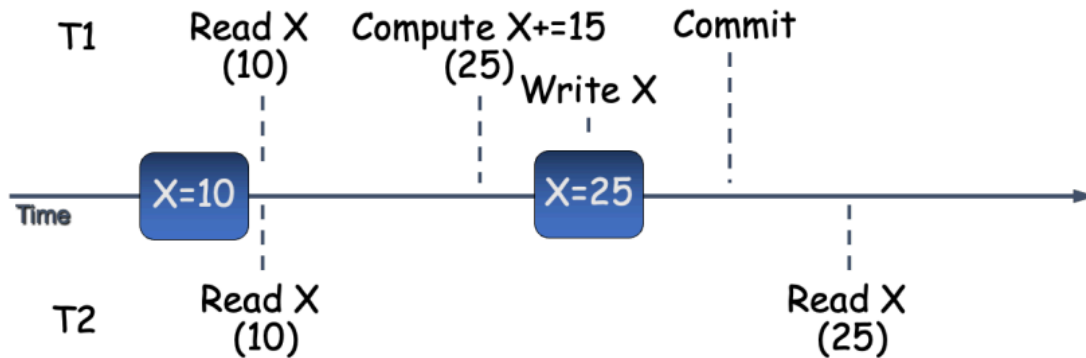 T1
Read X
(10)
Compute X+=15
(25)
Write X
Commit
X=10
X=25
Time
T2
Read X
(10)
Read X
(25)